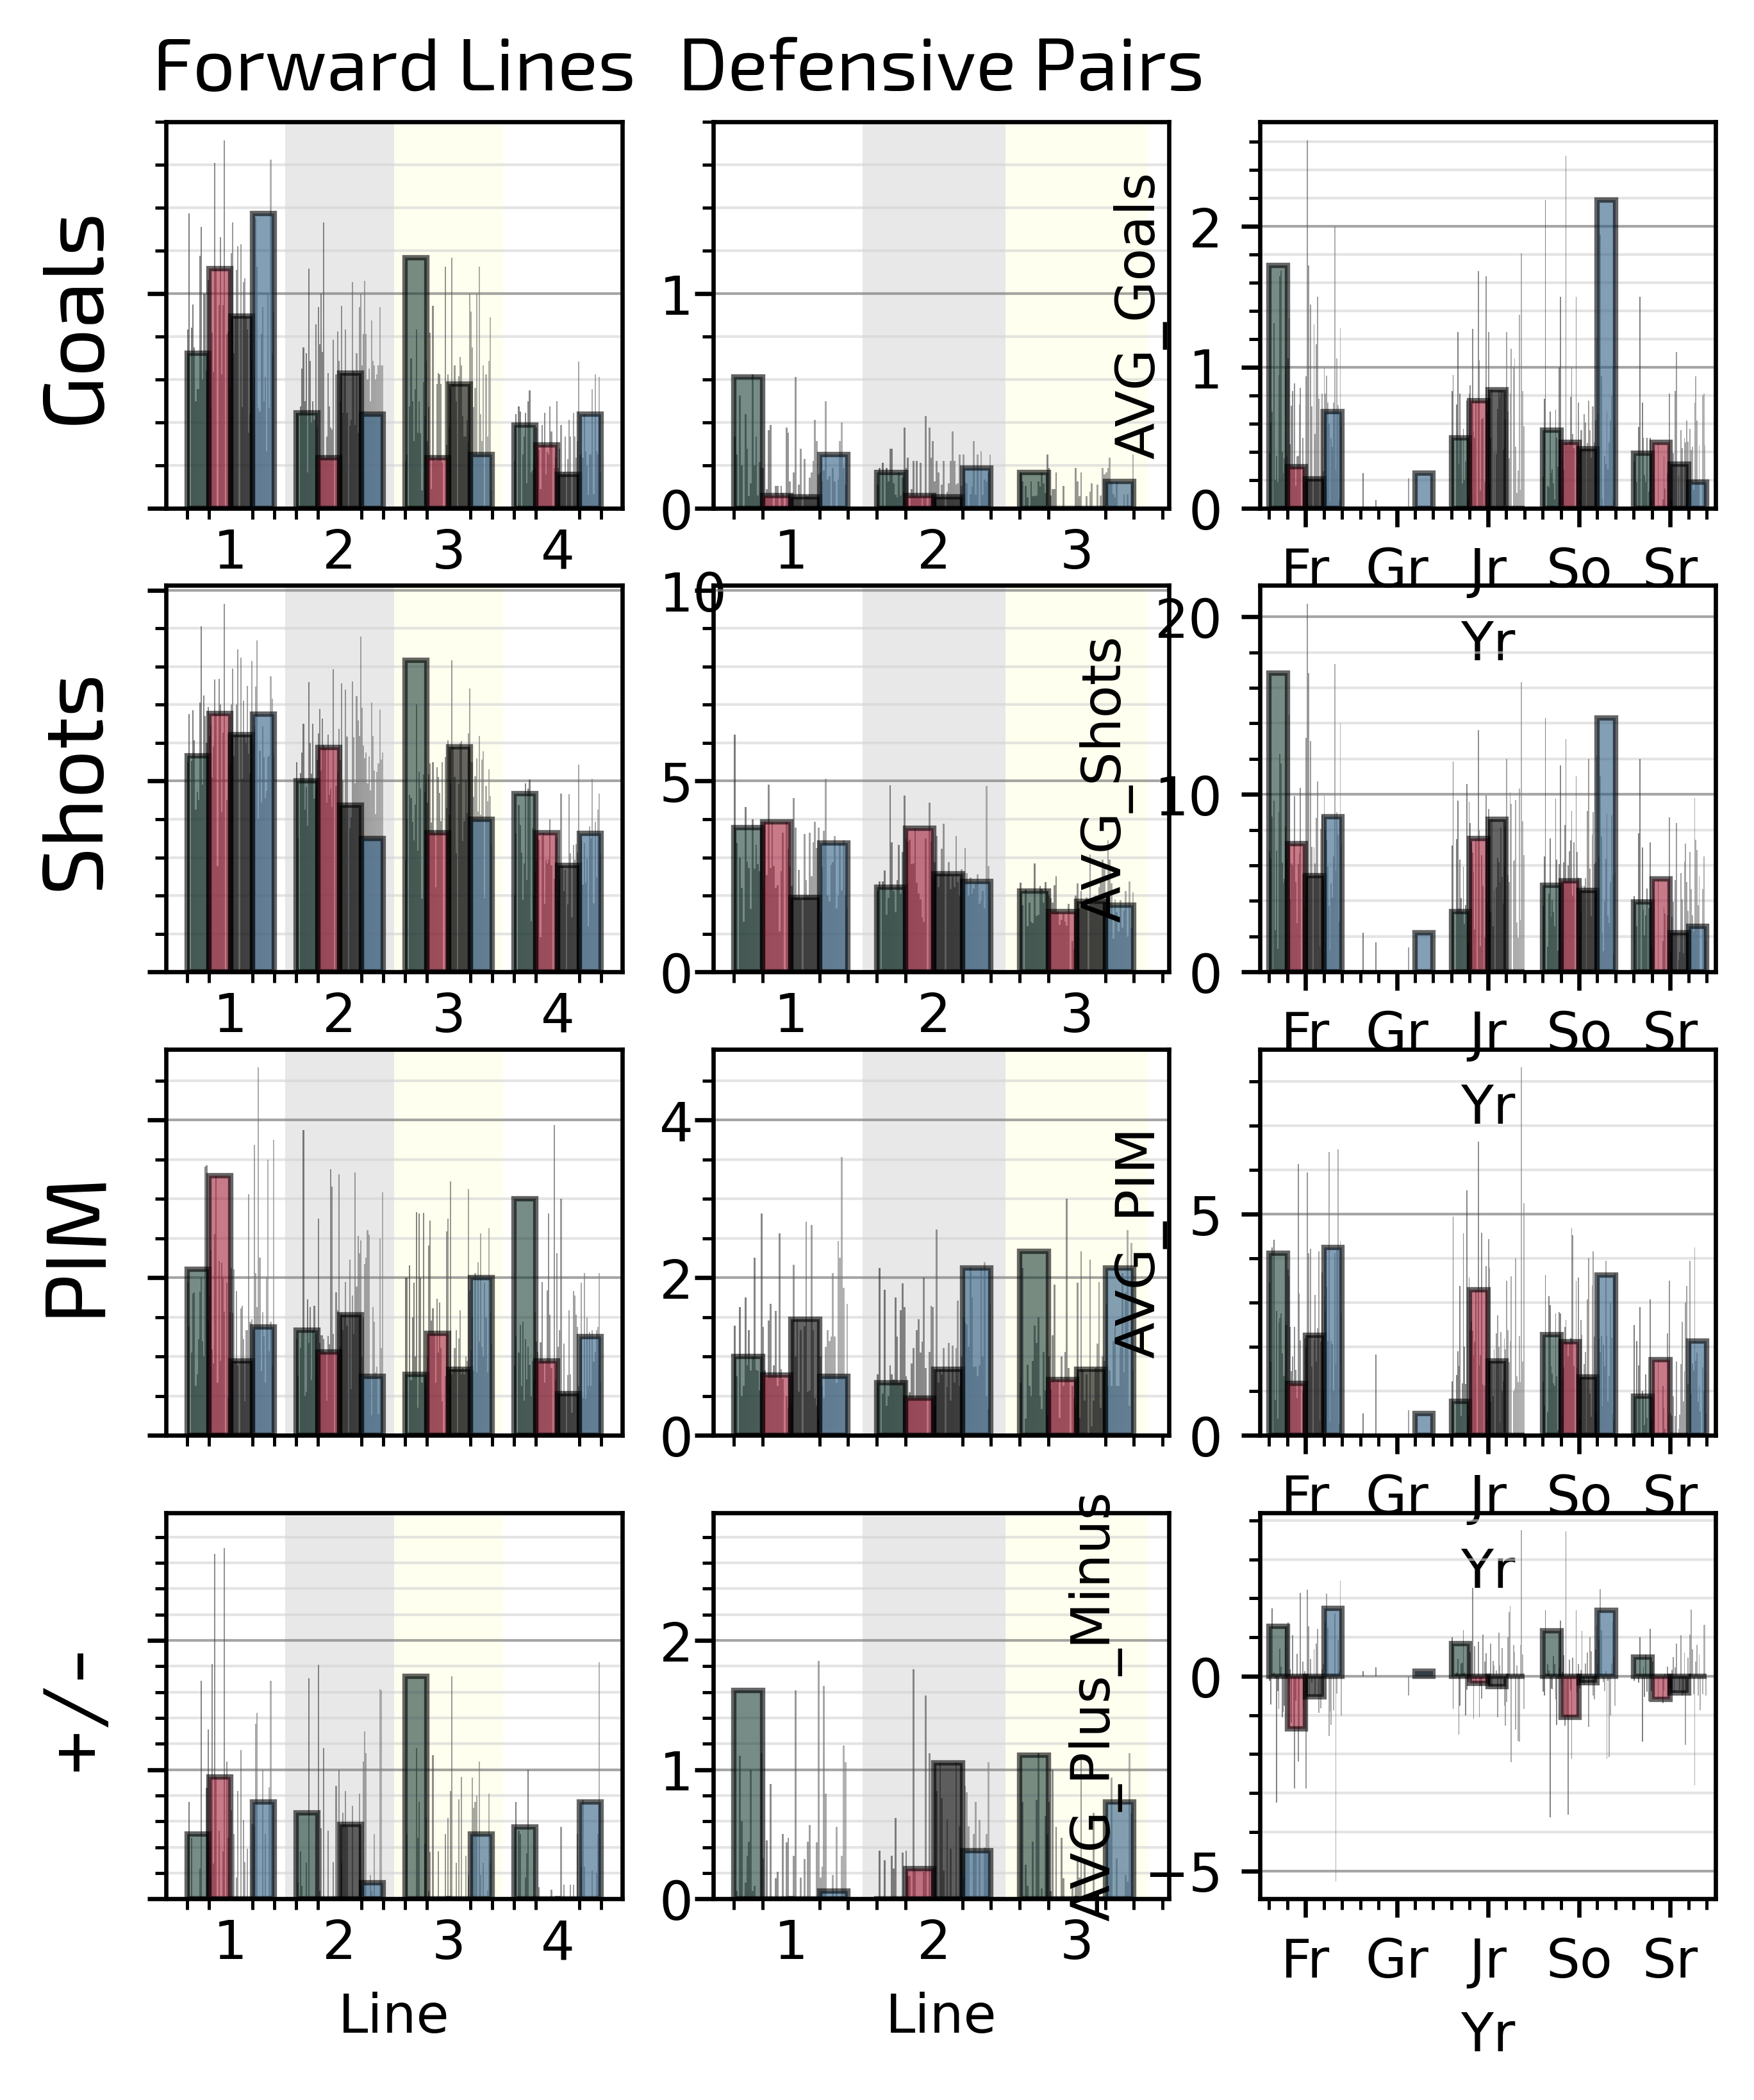 Forward Lines
Defensive Pairs
Goals
1 2 3 4
0
1
1 2 3
AVG_Goals
0
1
2
Fr Gr Jr So Sr
Yr
Shots
1 2 3 4
0
5
10
1 2 3
AVG_Shots
0
10
20
Fr Gr Jr So Sr
Yr
PIM
0
2
4
AVG_PIM
0
5
Fr Gr Jr So Sr
Yr
+/-
1 2 3 4
Line
0
1
2
1 2 3
Line
AVG_Plus_Minus
−5
0
Fr Gr Jr So Sr
Yr